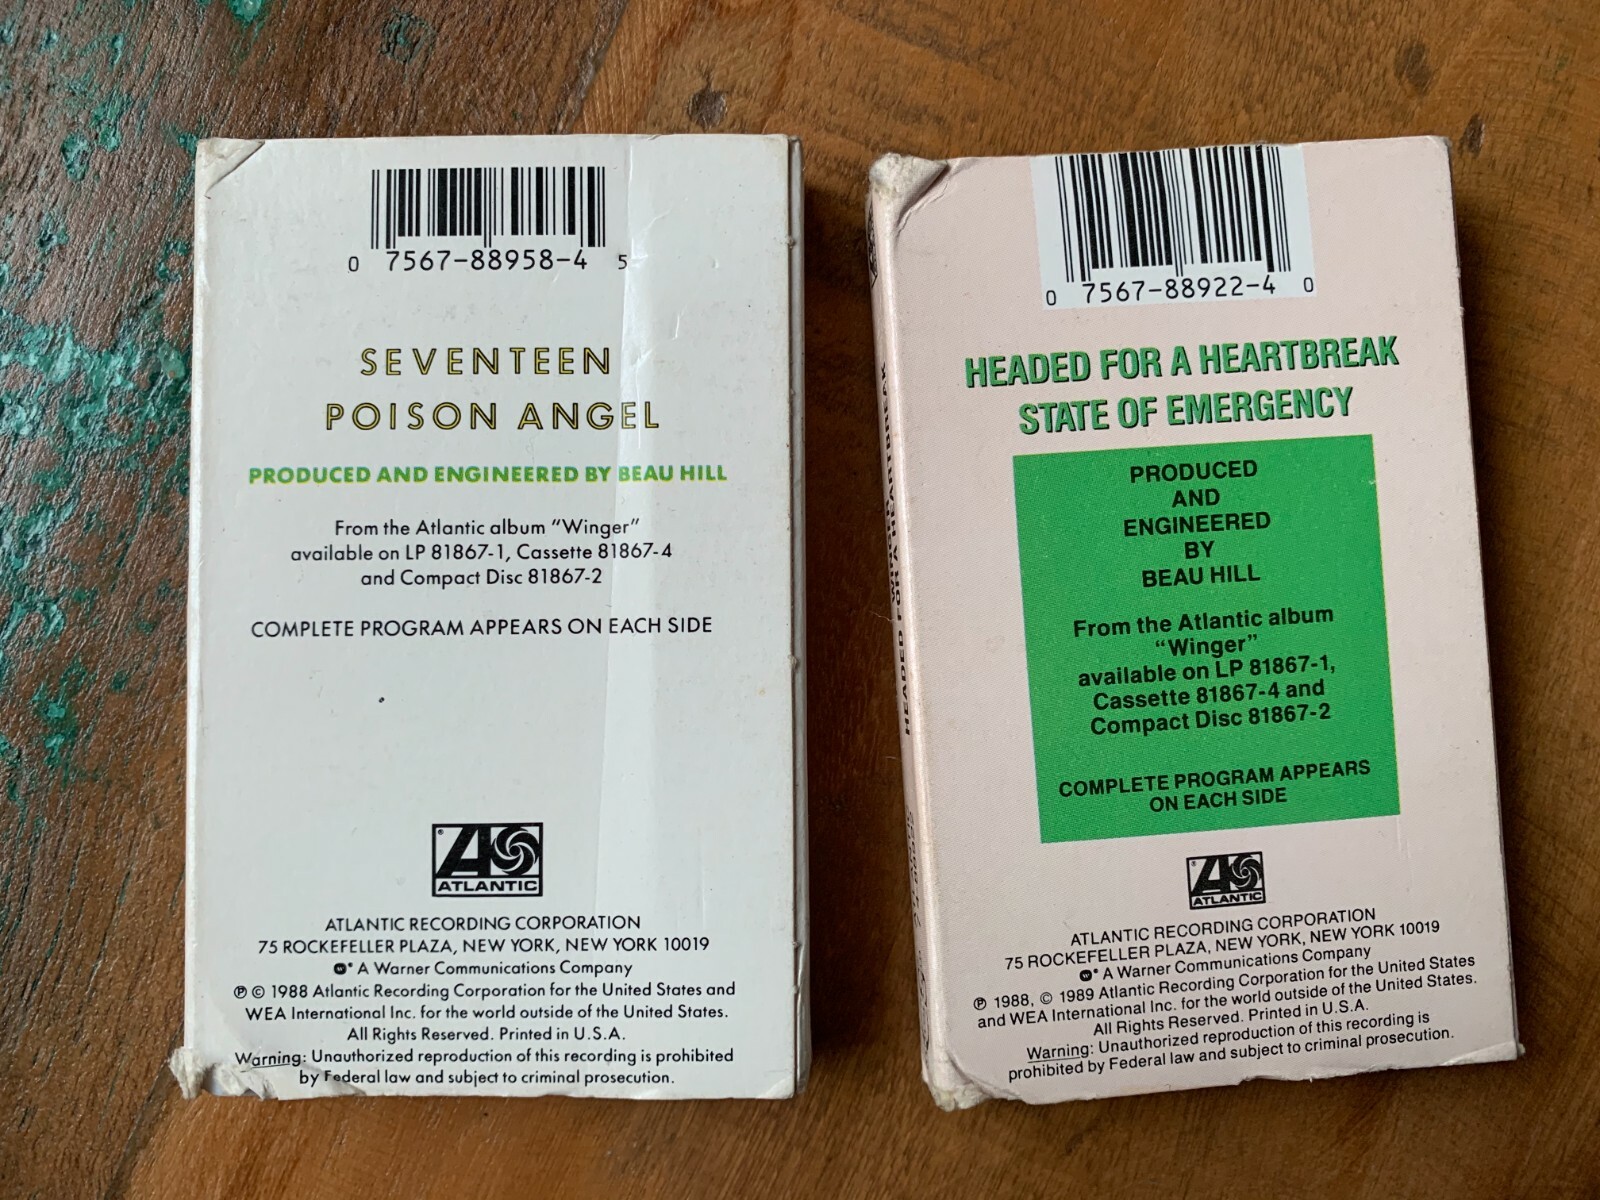 0 7567-88958-4 5
SEVENTEEN
POISON ANGEL
PRODUCED AND ENGINEERED BY BEAU HILL
From the Atlantic album “Winger”
available on LP 81867-1, Cassette 81867-4
and Compact Disc 81867-2
COMPLETE PROGRAM APPEARS ON EACH SIDE
ATLANTIC
ATLANTIC RECORDING CORPORATION
75 ROCKEFELLER PLAZA, NEW YORK, NEW YORK 10019
A Warner Communications Company
℗ © 1988 Atlantic Recording Corporation for the United States and
WEA International Inc. for the world outside of the United States.
All Rights Reserved. Printed in U.S.A.
Warning: Unauthorized reproduction of this recording is prohibited
by Federal law and subject to criminal prosecution.
WINGER
HEADED FOR A HEARTBREAK
0 7567-88922-4 0
HEADED FOR A HEARTBREAK
STATE OF EMERGENCY
PRODUCED
AND
ENGINEERED
BY
BEAU HILL
From the Atlantic album
“Winger”
available on LP 81867-1,
Cassette 81867-4 and
Compact Disc 81867-2
COMPLETE PROGRAM APPEARS
ON EACH SIDE
ATLANTIC
ATLANTIC RECORDING CORPORATION
75 ROCKEFELLER PLAZA, NEW YORK, NEW YORK 10019
A Warner Communications Company
℗ 1988, © 1989 Atlantic Recording Corporation for the United States
and WEA International Inc. for the world outside of the United States.
All Rights Reserved. Printed in U.S.A.
Warning: Unauthorized reproduction of this recording is
prohibited by Federal law and subject to criminal prosecution.